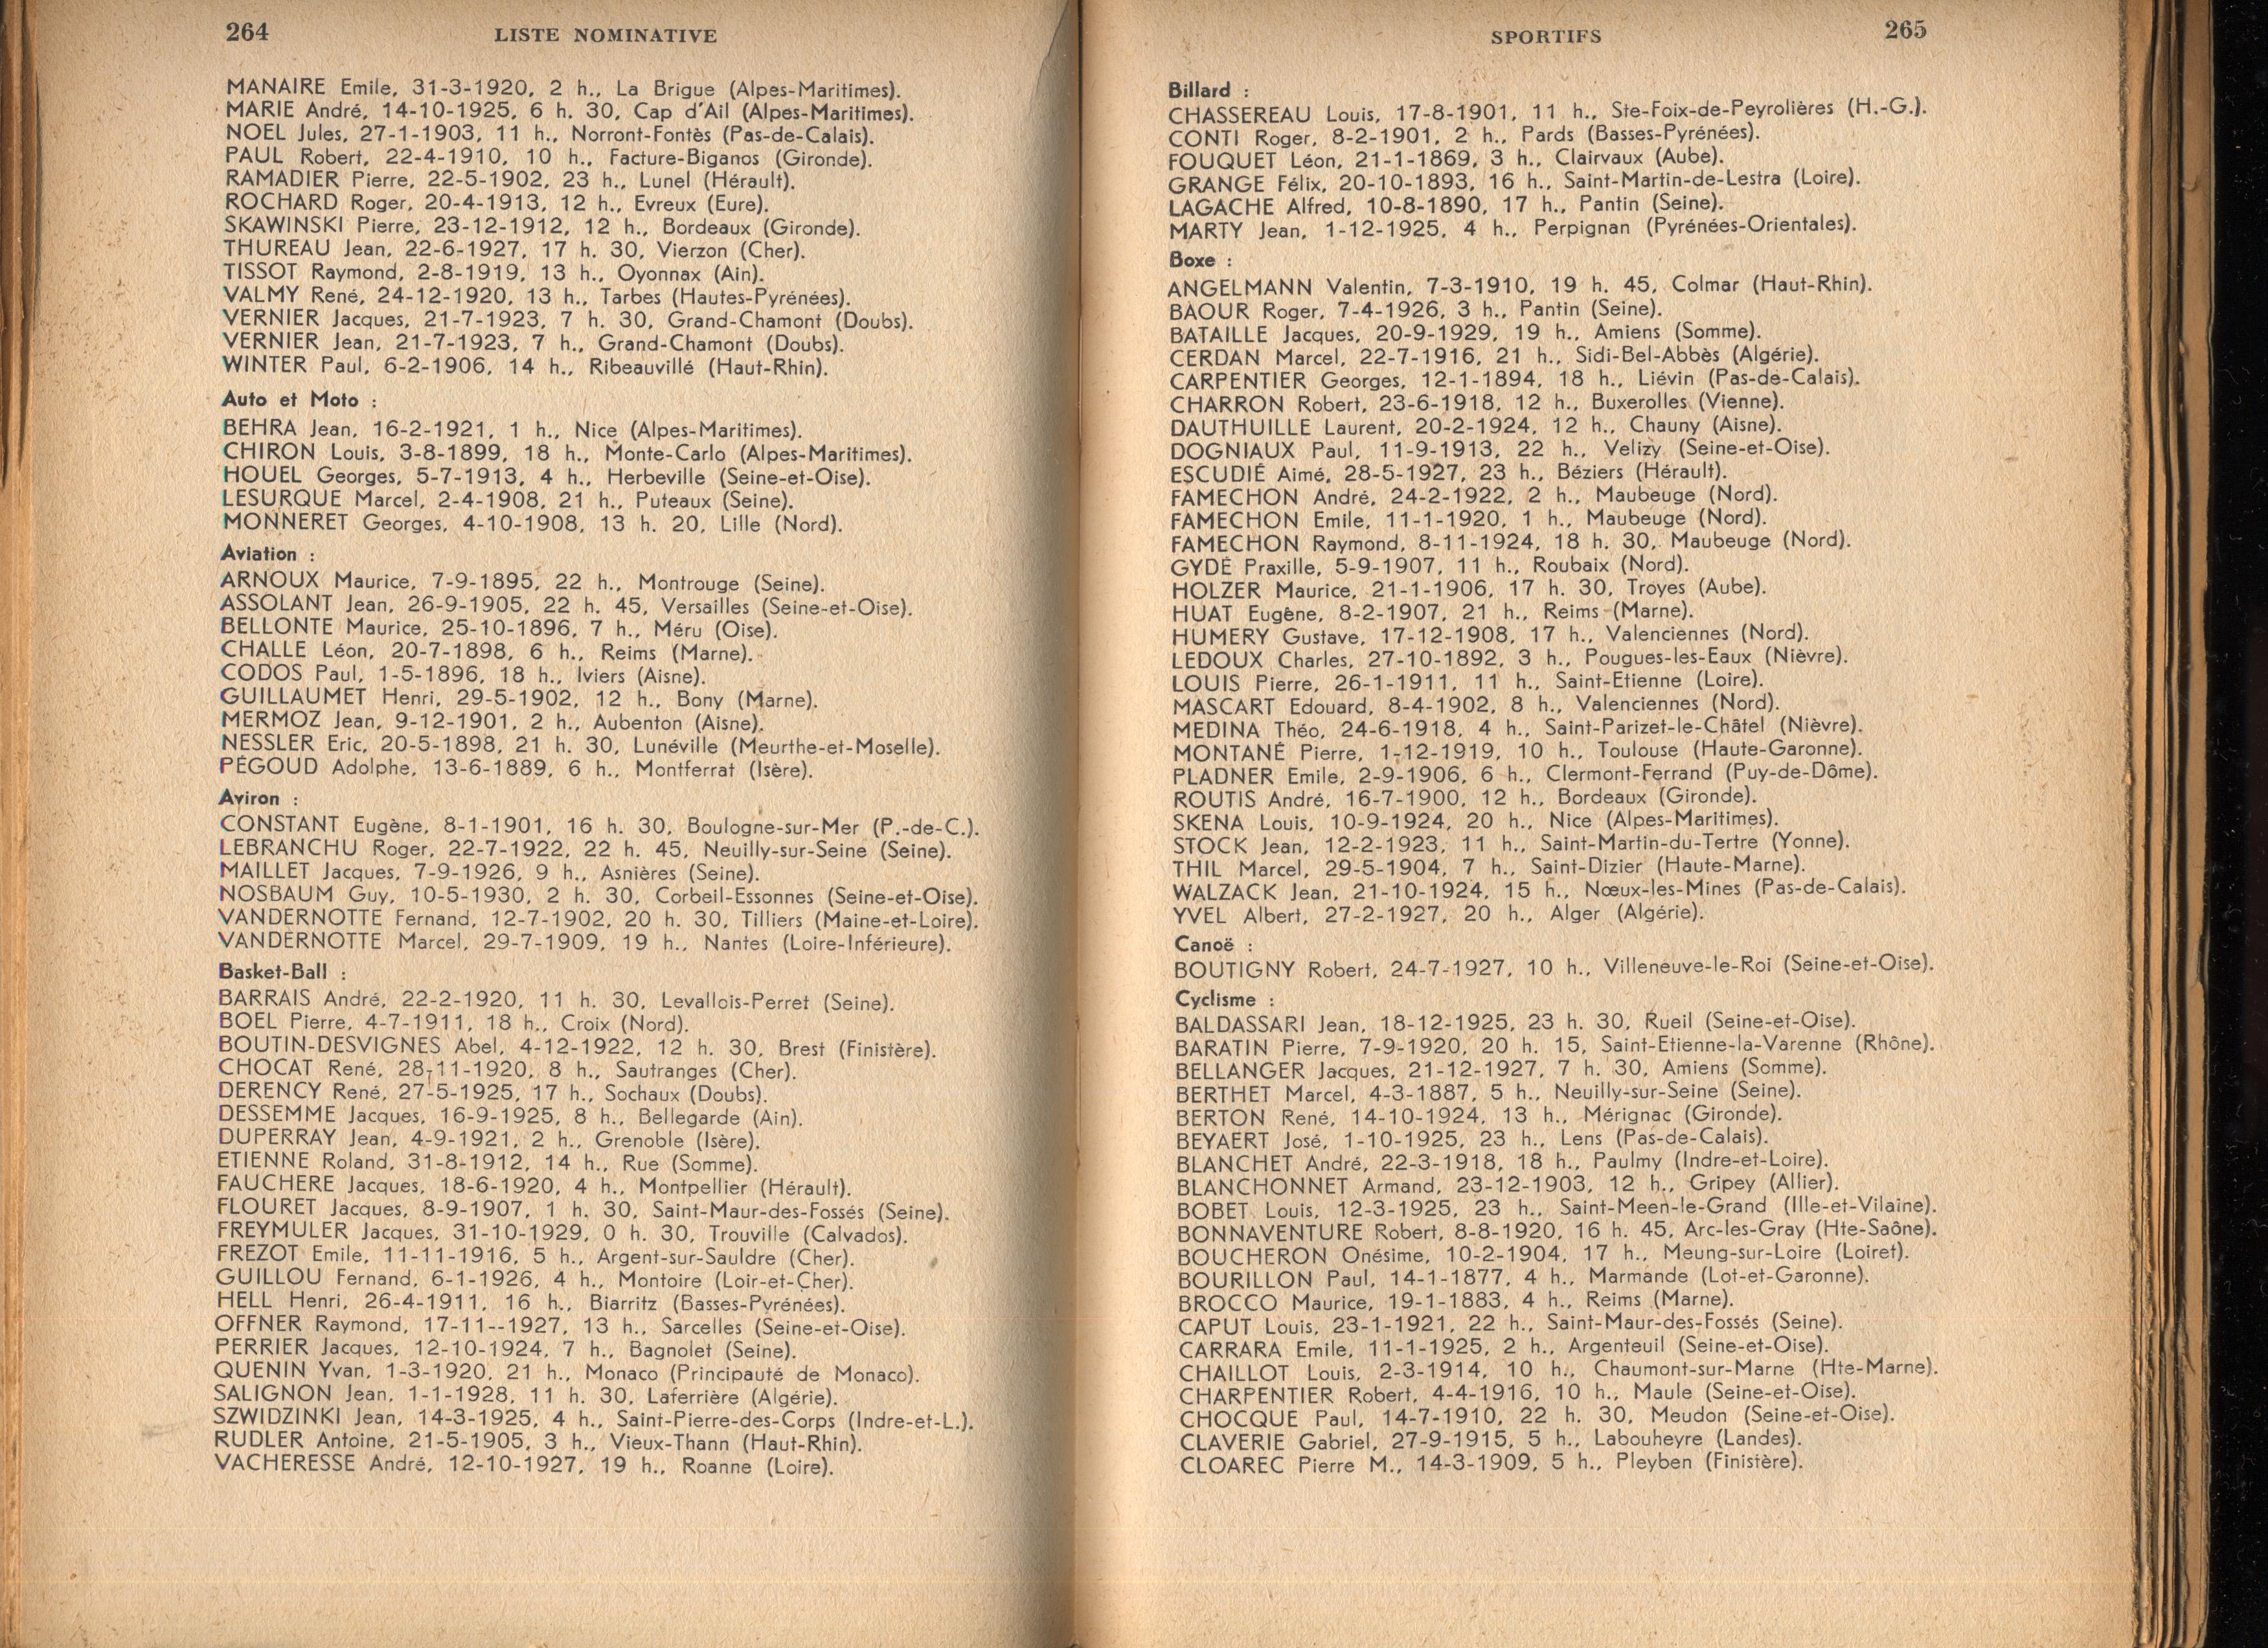 264
LISTE NOMINATIVE
MANAIRE Emile, 31-3-1920, 2 h., La Brigue (Alpes-Maritimes).
MARIE André, 14-10-1925, 6 h. 30, Cap d'Ail (Alpes-Maritimes).
NOEL Jules, 27-1-1903, 11 h., Norront-Fontès (Pas-de-Calais).
PAUL Robert, 22-4-1910, 10 h., Facture-Biganos (Gironde).
RAMADIER Pierre, 22-5-1902, 23 h., Lunel (Hérault).
ROCHARD Roger, 20-4-1913, 12 h., Evreux (Eure).
SKAWINSKI Pierre, 23-12-1912, 12 h., Bordeaux (Gironde).
THUREAU Jean, 22-6-1927, 17 h. 30, Vierzon (Cher).
TISSOT Raymond, 2-8-1919, 13 h., Oyonnax (Ain).
VALMY René, 24-12-1920, 13 h., Tarbes (Hautes-Pyrénées).
VERNIER Jacques, 21-7-1923, 7 h. 30, Grand-Chamont (Doubs).
VERNIER Jean, 21-7-1923, 7 h., Grand-Chamont (Doubs).
WINTER Paul, 6-2-1906, 14 h., Ribeauvillé (Haut-Rhin).
Auto et Moto :
BEHRA Jean, 16-2-1921, 1 h., Nice (Alpes-Maritimes).
CHIRON Louis, 3-8-1899, 18 h., Monte-Carlo (Alpes-Maritimes).
HOUEL Georges, 5-7-1913, 4 h., Herbeville (Seine-et-Oise).
LESURQUE Marcel, 2-4-1908, 21 h., Puteaux (Seine).
MONNERET Georges, 4-10-1908, 13 h. 20, Lille (Nord).
Aviation :
ARNOUX Maurice, 7-9-1895, 22 h., Montrouge (Seine).
ASSOLANT Jean, 26-9-1905, 22 h. 45, Versailles (Seine-et-Oise).
BELLONTE Maurice, 25-10-1896, 7 h., Méru (Oise).
CHALLE Léon, 20-7-1898, 6 h., Reims (Marne).
CODOS Paul, 1-5-1896, 18 h., Iviers (Aisne).
GUILLAUMET Henri, 29-5-1902, 12 h., Bony (Marne).
MERMOZ Jean, 9-12-1901, 2 h., Aubenton (Aisne).
NESSLER Eric, 20-5-1898, 21 h. 30, Lunéville (Meurthe-et-Moselle).
PÉGOUD Adolphe, 13-6-1889, 6 h., Montferrat (Isère).
Aviron :
CONSTANT Eugène, 8-1-1901, 16 h. 30, Boulogne-sur-Mer (P.-de-C.).
LEBRANCHU Roger, 22-7-1922, 22 h. 45, Neuilly-sur-Seine (Seine).
MAILLET Jacques, 7-9-1926, 9 h., Asnières (Seine).
NOSBAUM Guy, 10-5-1930, 2 h. 30, Corbeil-Essonnes (Seine-et-Oise).
VANDERNOTTE Fernand, 12-7-1902, 20 h. 30, Tilliers (Maine-et-Loire).
VANDERNOTTE Marcel, 29-7-1909, 19 h., Nantes (Loire-Inférieure).
Basket-Ball :
BARRAIS André, 22-2-1920, 11 h. 30, Levallois-Perret (Seine).
BOEL Pierre, 4-7-1911, 18 h., Croix (Nord).
BOUTIN-DESVIGNES Abel, 4-12-1922, 12 h. 30, Brest (Finistère).
CHOCAT René, 28-11-1920, 8 h., Sautranges (Cher).
DERENCY René, 27-5-1925, 17 h., Sochaux (Doubs).
DESSEMME Jacques, 16-9-1925, 8 h., Bellegarde (Ain).
DUPERRAY Jean, 4-9-1921, 2 h., Grenoble (Isère).
ETIENNE Roland, 31-8-1912, 14 h., Rue (Somme).
FAUCHERE Jacques, 18-6-1920, 4 h., Montpellier (Hérault).
FLOURET Jacques, 8-9-1907, 1 h. 30, Saint-Maur-des-Fossés (Seine).
FREYMULER Jacques, 31-10-1929, 0 h. 30, Trouville (Calvados).
FREZOT Emile, 11-11-1916, 5 h., Argent-sur-Sauldre (Cher).
GUILLOU Fernand, 6-1-1926, 4 h., Montoire (Loir-et-Cher).
HELL Henri, 26-4-1911, 16 h., Biarritz (Basses-Pyrénées).
OFFNER Raymond, 17-11--1927, 13 h., Sarcelles (Seine-et-Oise).
PERRIER Jacques, 12-10-1924, 7 h., Bagnolet (Seine).
QUENIN Yvan, 1-3-1920, 21 h., Monaco (Principauté de Monaco).
SALIGNON Jean, 1-1-1928, 11 h. 30, Laferrière (Algérie).
SZWIDZINKI Jean, 14-3-1925, 4 h., Saint-Pierre-des-Corps (Indre-et-L.).
RUDLER Antoine, 21-5-1905, 3 h., Vieux-Thann (Haut-Rhin).
VACHERESSE André, 12-10-1927, 19 h., Roanne (Loire).
SPORTIFS
265
Billard :
CHASSEREAU Louis, 17-8-1901, 11 h., Ste-Foix-de-Peyrolières (H.-G.).
CONTI Roger, 8-2-1901, 2 h., Pards (Basses-Pyrénées).
FOUQUET Léon, 21-1-1869, 3 h., Clairvaux (Aube).
GRANGE Félix, 20-10-1893, 16 h., Saint-Martin-de-Lestra (Loire).
LAGACHE Alfred, 10-8-1890, 17 h., Pantin (Seine).
MARTY Jean, 1-12-1925, 4 h., Perpignan (Pyrénées-Orientales).
Boxe :
ANGELMANN Valentin, 7-3-1910, 19 h. 45, Colmar (Haut-Rhin).
BAOUR Roger, 7-4-1926, 3 h., Pantin (Seine).
BATAILLE Jacques, 20-9-1929, 19 h., Amiens (Somme).
CERDAN Marcel, 22-7-1916, 21 h., Sidi-Bel-Abbès (Algérie).
CARPENTIER Georges, 12-1-1894, 18 h., Liévin (Pas-de-Calais).
CHARRON Robert, 23-6-1918, 12 h., Buxerolles (Vienne).
DAUTHUILLE Laurent, 20-2-1924, 12 h., Chauny (Aisne).
DOGNIAUX Paul, 11-9-1913, 22 h., Velizy (Seine-et-Oise).
ESCUDIÉ Aimé, 28-5-1927, 23 h., Béziers (Hérault).
FAMECHON André, 24-2-1922, 2 h., Maubeuge (Nord).
FAMECHON Emile, 11-1-1920, 1 h., Maubeuge (Nord).
FAMECHON Raymond, 8-11-1924, 18 h. 30, Maubeuge (Nord).
GYDÉ Praxille, 5-9-1907, 11 h., Roubaix (Nord).
HOLZER Maurice, 21-1-1906, 17 h. 30, Troyes (Aube).
HUAT Eugène, 8-2-1907, 21 h., Reims (Marne).
HUMERY Gustave, 17-12-1908, 17 h., Valenciennes (Nord).
LEDOUX Charles, 27-10-1892, 3 h., Pougues-les-Eaux (Nièvre).
LOUIS Pierre, 26-1-1911, 11 h., Saint-Etienne (Loire).
MASCART Edouard, 8-4-1902, 8 h., Valenciennes (Nord).
MEDINA Théo, 24-6-1918, 4 h., Saint-Parizet-le-Châtel (Nièvre).
MONTANÉ Pierre, 1-12-1919, 10 h., Toulouse (Haute-Garonne).
PLADNER Emile, 2-9-1906, 6 h., Clermont-Ferrand (Puy-de-Dôme).
ROUTIS André, 16-7-1900, 12 h., Bordeaux (Gironde).
SKENA Louis, 10-9-1924, 20 h., Nice (Alpes-Maritimes).
STOCK Jean, 12-2-1923, 11 h., Saint-Martin-du-Tertre (Yonne).
THIL Marcel, 29-5-1904, 7 h., Saint-Dizier (Haute-Marne).
WALZACK Jean, 21-10-1924, 15 h., Nœux-les-Mines (Pas-de-Calais).
YVEL Albert, 27-2-1927, 20 h., Alger (Algérie).
Canoë :
BOUTIGNY Robert, 24-7-1927, 10 h., Villeneuve-le-Roi (Seine-et-Oise).
Cyclisme :
BALDASSARI Jean, 18-12-1925, 23 h. 30, Rueil (Seine-et-Oise).
BARATIN Pierre, 7-9-1920, 20 h. 15, Saint-Etienne-la-Varenne (Rhône).
BELLANGER Jacques, 21-12-1927, 7 h. 30, Amiens (Somme).
BERTHET Marcel, 4-3-1887, 5 h., Neuilly-sur-Seine (Seine).
BERTON René, 14-10-1924, 13 h., Mérignac (Gironde).
BEYAERT José, 1-10-1925, 23 h., Lens (Pas-de-Calais).
BLANCHET André, 22-3-1918, 18 h., Paulmy (Indre-et-Loire).
BLANCHONNET Armand, 23-12-1903, 12 h., Gripey (Allier).
BOBET Louis, 12-3-1925, 23 h., Saint-Meen-le-Grand (Ille-et-Vilaine).
BONNAVENTURE Robert, 8-8-1920, 16 h. 45, Arc-les-Gray (Hte-Saône).
BOUCHERON Onésime, 10-2-1904, 17 h., Meung-sur-Loire (Loiret).
BOURILLON Paul, 14-1-1877, 4 h., Marmande (Lot-et-Garonne).
BROCCO Maurice, 19-1-1883, 4 h., Reims (Marne).
CAPUT Louis, 23-1-1921, 22 h., Saint-Maur-des-Fossés (Seine).
CARRARA Emile, 11-1-1925, 2 h., Argenteuil (Seine-et-Oise).
CHAILLOT Louis, 2-3-1914, 10 h., Chaumont-sur-Marne (Hte-Marne).
CHARPENTIER Robert, 4-4-1916, 10 h., Maule (Seine-et-Oise).
CHOCQUE Paul, 14-7-1910, 22 h. 30, Meudon (Seine-et-Oise).
CLAVERIE Gabriel, 27-9-1915, 5 h., Labouheyre (Landes).
CLOAREC Pierre M., 14-3-1909, 5 h., Pleyben (Finistère).